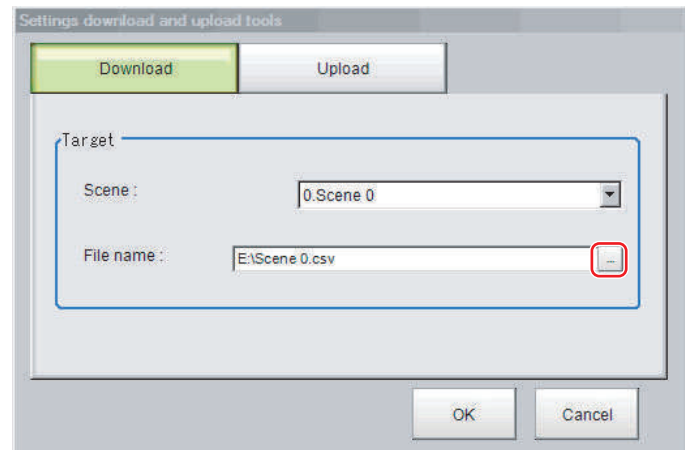 Settings download and upload tools
Download Upload
Target
Scene : 0.Scene 0
File name : E:\Scene 0.csv ...
OK Cancel